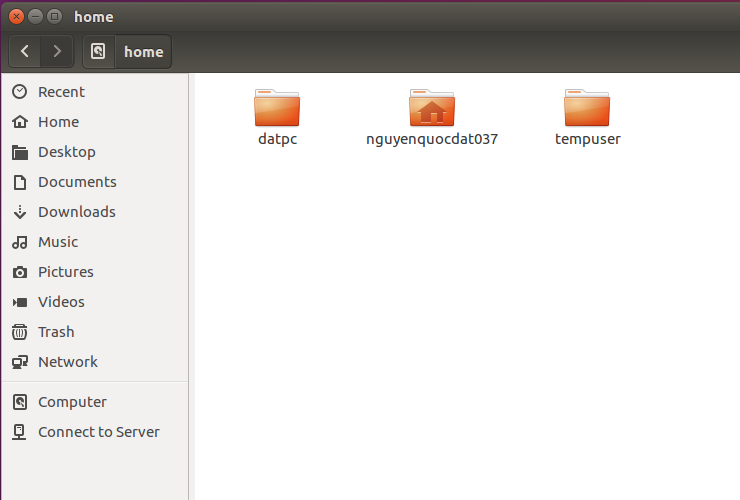 home
home
Recent
Home
Desktop
Documents
Downloads
Music
Pictures
Videos
Trash
Network
Computer
Connect to Server
datpc
nguyenquocdat037
tempuser